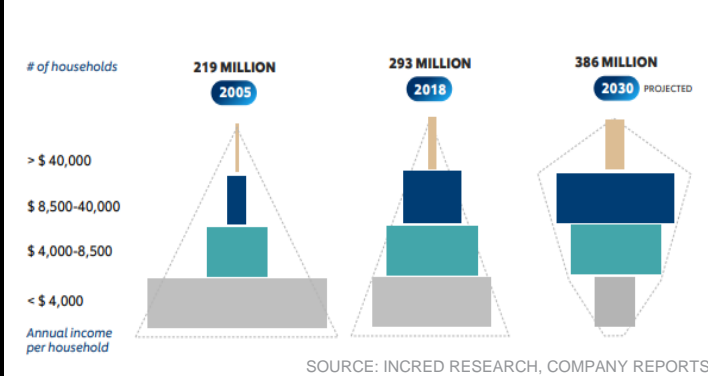 # of households
219 MILLION
2005
293 MILLION
2018
386 MILLION
2030 PROJECTED
> $ 40,000
$ 8,500-40,000
$ 4,000-8,500
< $ 4,000
Annual income
per household
SOURCE: INCRED RESEARCH, COMPANY REPORTS